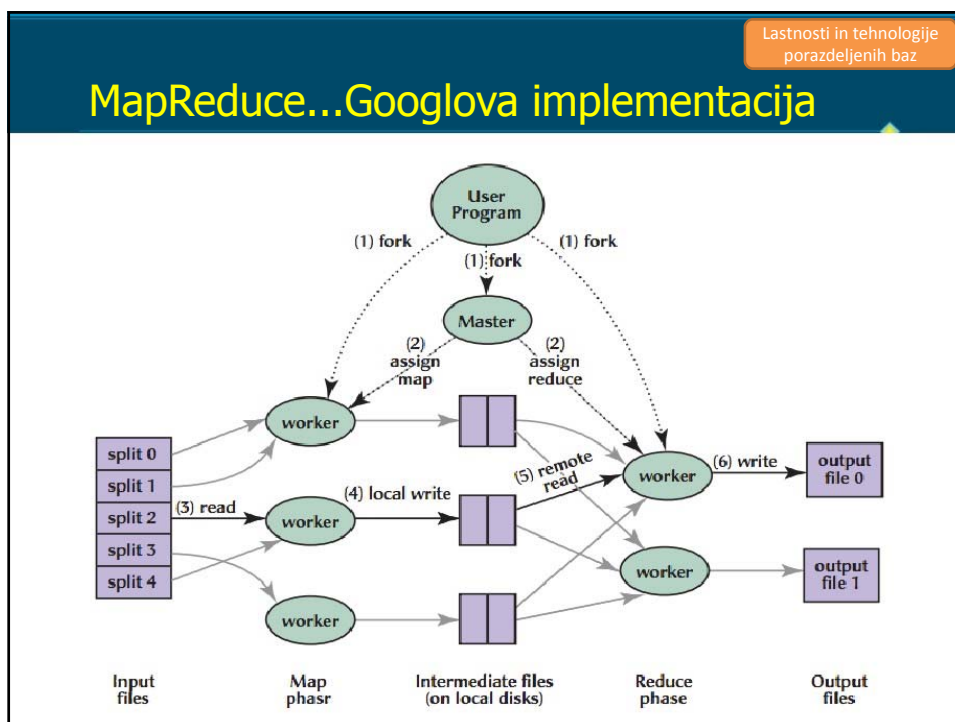 Lastnosti in tehnologije
porazdeljenih baz
MapReduce...Googlova implementacija
User
Program
(1) fork
(1) fork
(1) fork
Master
(2)
assign
map
(2)
assign
reduce
worker
split 0
split 1
split 2
split 3
split 4
(3) read
worker
(4) local write
(5) remote
read
worker
(6) write
output
file 0
worker
output
file 1
worker
Input
files
Map
phasr
Intermediate files
(on local disks)
Reduce
phase
Output
files